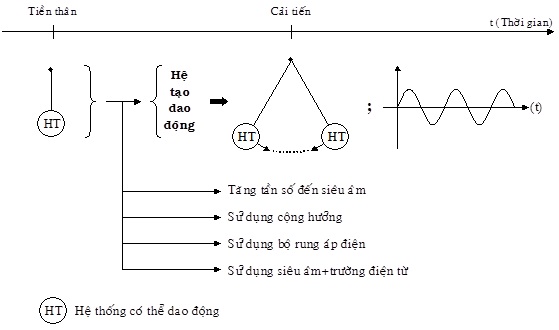 Tiền thân
Cải tiến
t (Thời gian)
HT
Hệ
tạo
dao
động
HT
HT
;
(t)
Tăng tần số đến siêu âm
Sử dụng cộng hưởng
Sử dụng bộ rung áp điện
Sử dụng siêu âm+trường điện từ
HT
Hệ thống có thể dao động